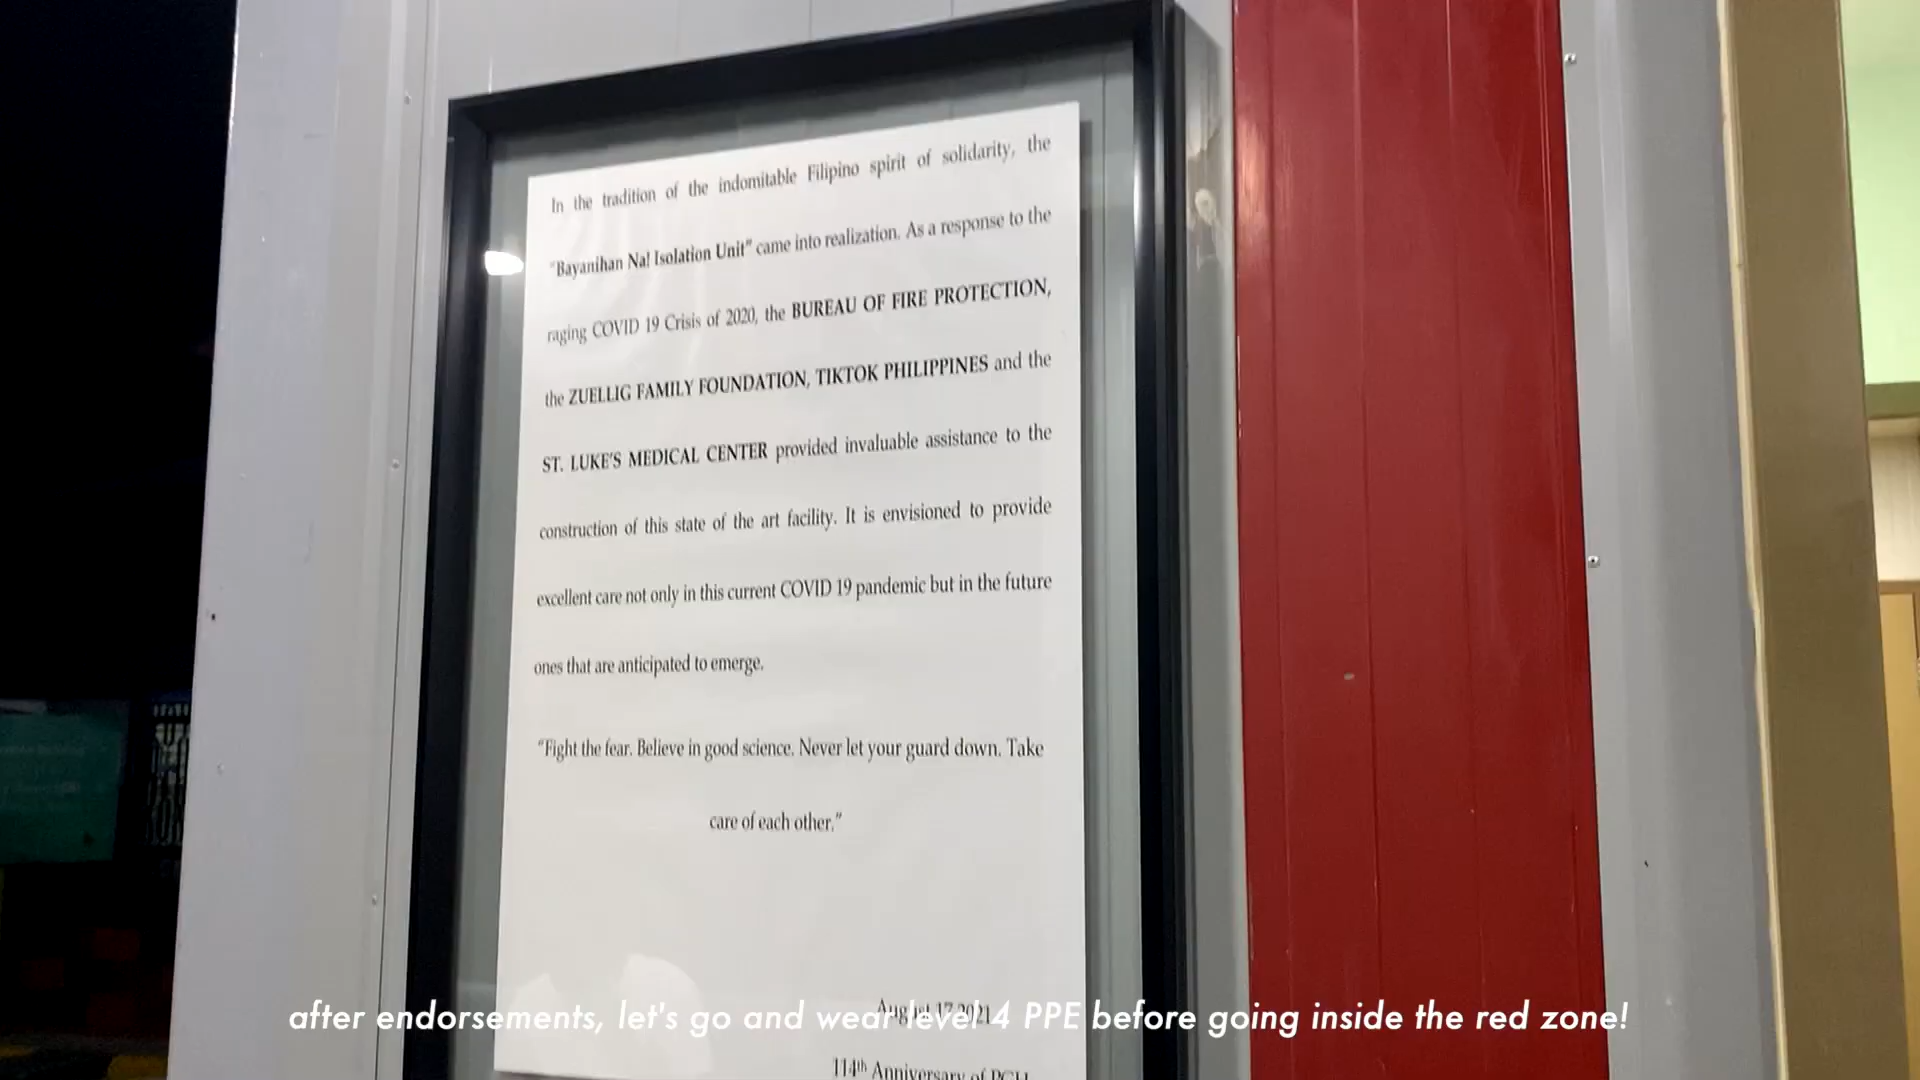 In the tradition of the indomitable Filipino spirit of solidarity, the
"Bayanihan Na! Isolation Unit" came into realization. As a response to the
raging COVID 19 Crisis of 2020, the BUREAU OF FIRE PROTECTION,
the ZUELLIG FAMILY FOUNDATION, TIKTOK PHILIPPINES and the
ST. LUKE'S MEDICAL CENTER provided invaluable assistance to the
construction of this state of the art facility. It is envisioned to provide
excellent care not only in this current COVID 19 pandemic but in the future
ones that are anticipated to emerge.
"Fight the fear. Believe in good science. Never let your guard down. Take
care of each other."
August 17 2021
after endorsements, let's go and wear level 4 PPE before going inside the red zone!
114th Anniversary of PGH